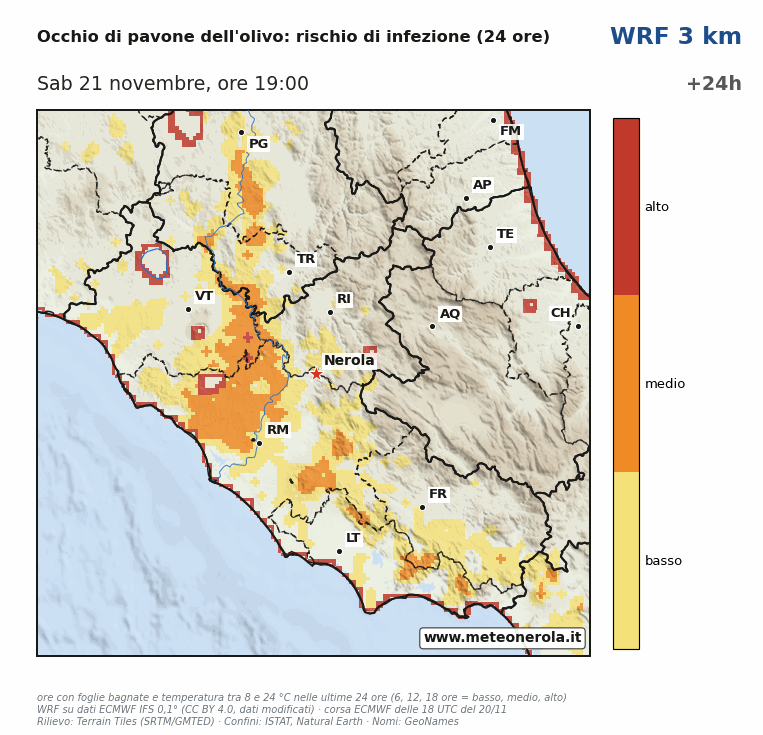 Occhio di pavone dell'olivo: rischio di infezione (24 ore)
WRF 3 km
Sab 21 novembre, ore 19:00
+24h
FM
PG
AP
TE
TR
VT
RI
AQ
CH
Nerola
RM
FR
LT
www.meteonerola.it
alto
medio
basso
ore con foglie bagnate e temperatura tra 8 e 24 °C nelle ultime 24 ore (6, 12, 18 ore = basso, medio, alto)
WRF su dati ECMWF IFS 0,1° (CC BY 4.0, dati modificati) · corsa ECMWF delle 18 UTC del 20/11
Rilievo: Terrain Tiles (SRTM/GMTED) · Confini: ISTAT, Natural Earth · Nomi: GeoNames